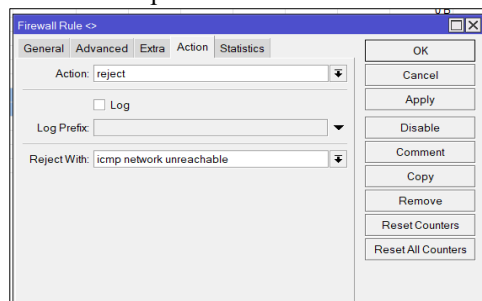 Firewall Rule <>
General Advanced Extra Action Statistics
OK
Action: reject
Cancel
Log
Apply
Log Prefix:
Disable
Reject With: icmp network unreachable
Comment
Copy
Remove
Reset Counters
Reset All Counters